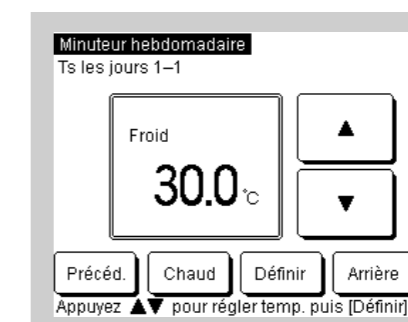 Minuteur hebdomadaire
Ts les jours 1–1
Froid
30.0 °C
▲
▼
Précéd. Chaud Définir Arrière
Appuyez ▲▼ pour régler temp. puis [Définir]